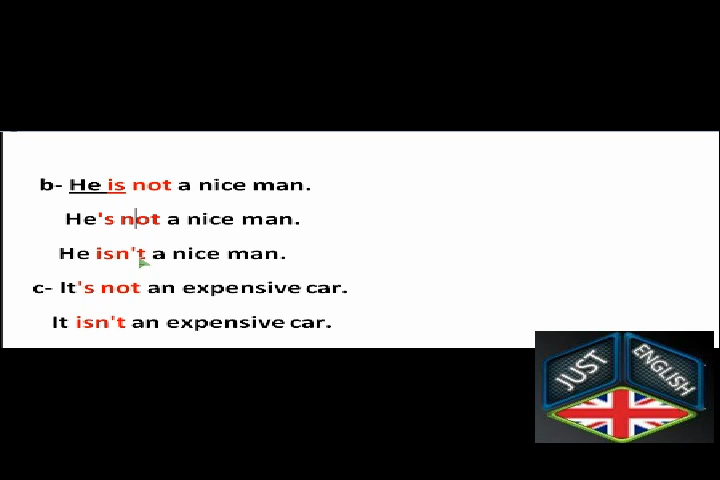 b- He is not a nice man.
He's not a nice man.
He isn't a nice man.
c- It's not an expensive car.
It isn't an expensive car.
JUST ENGLISH